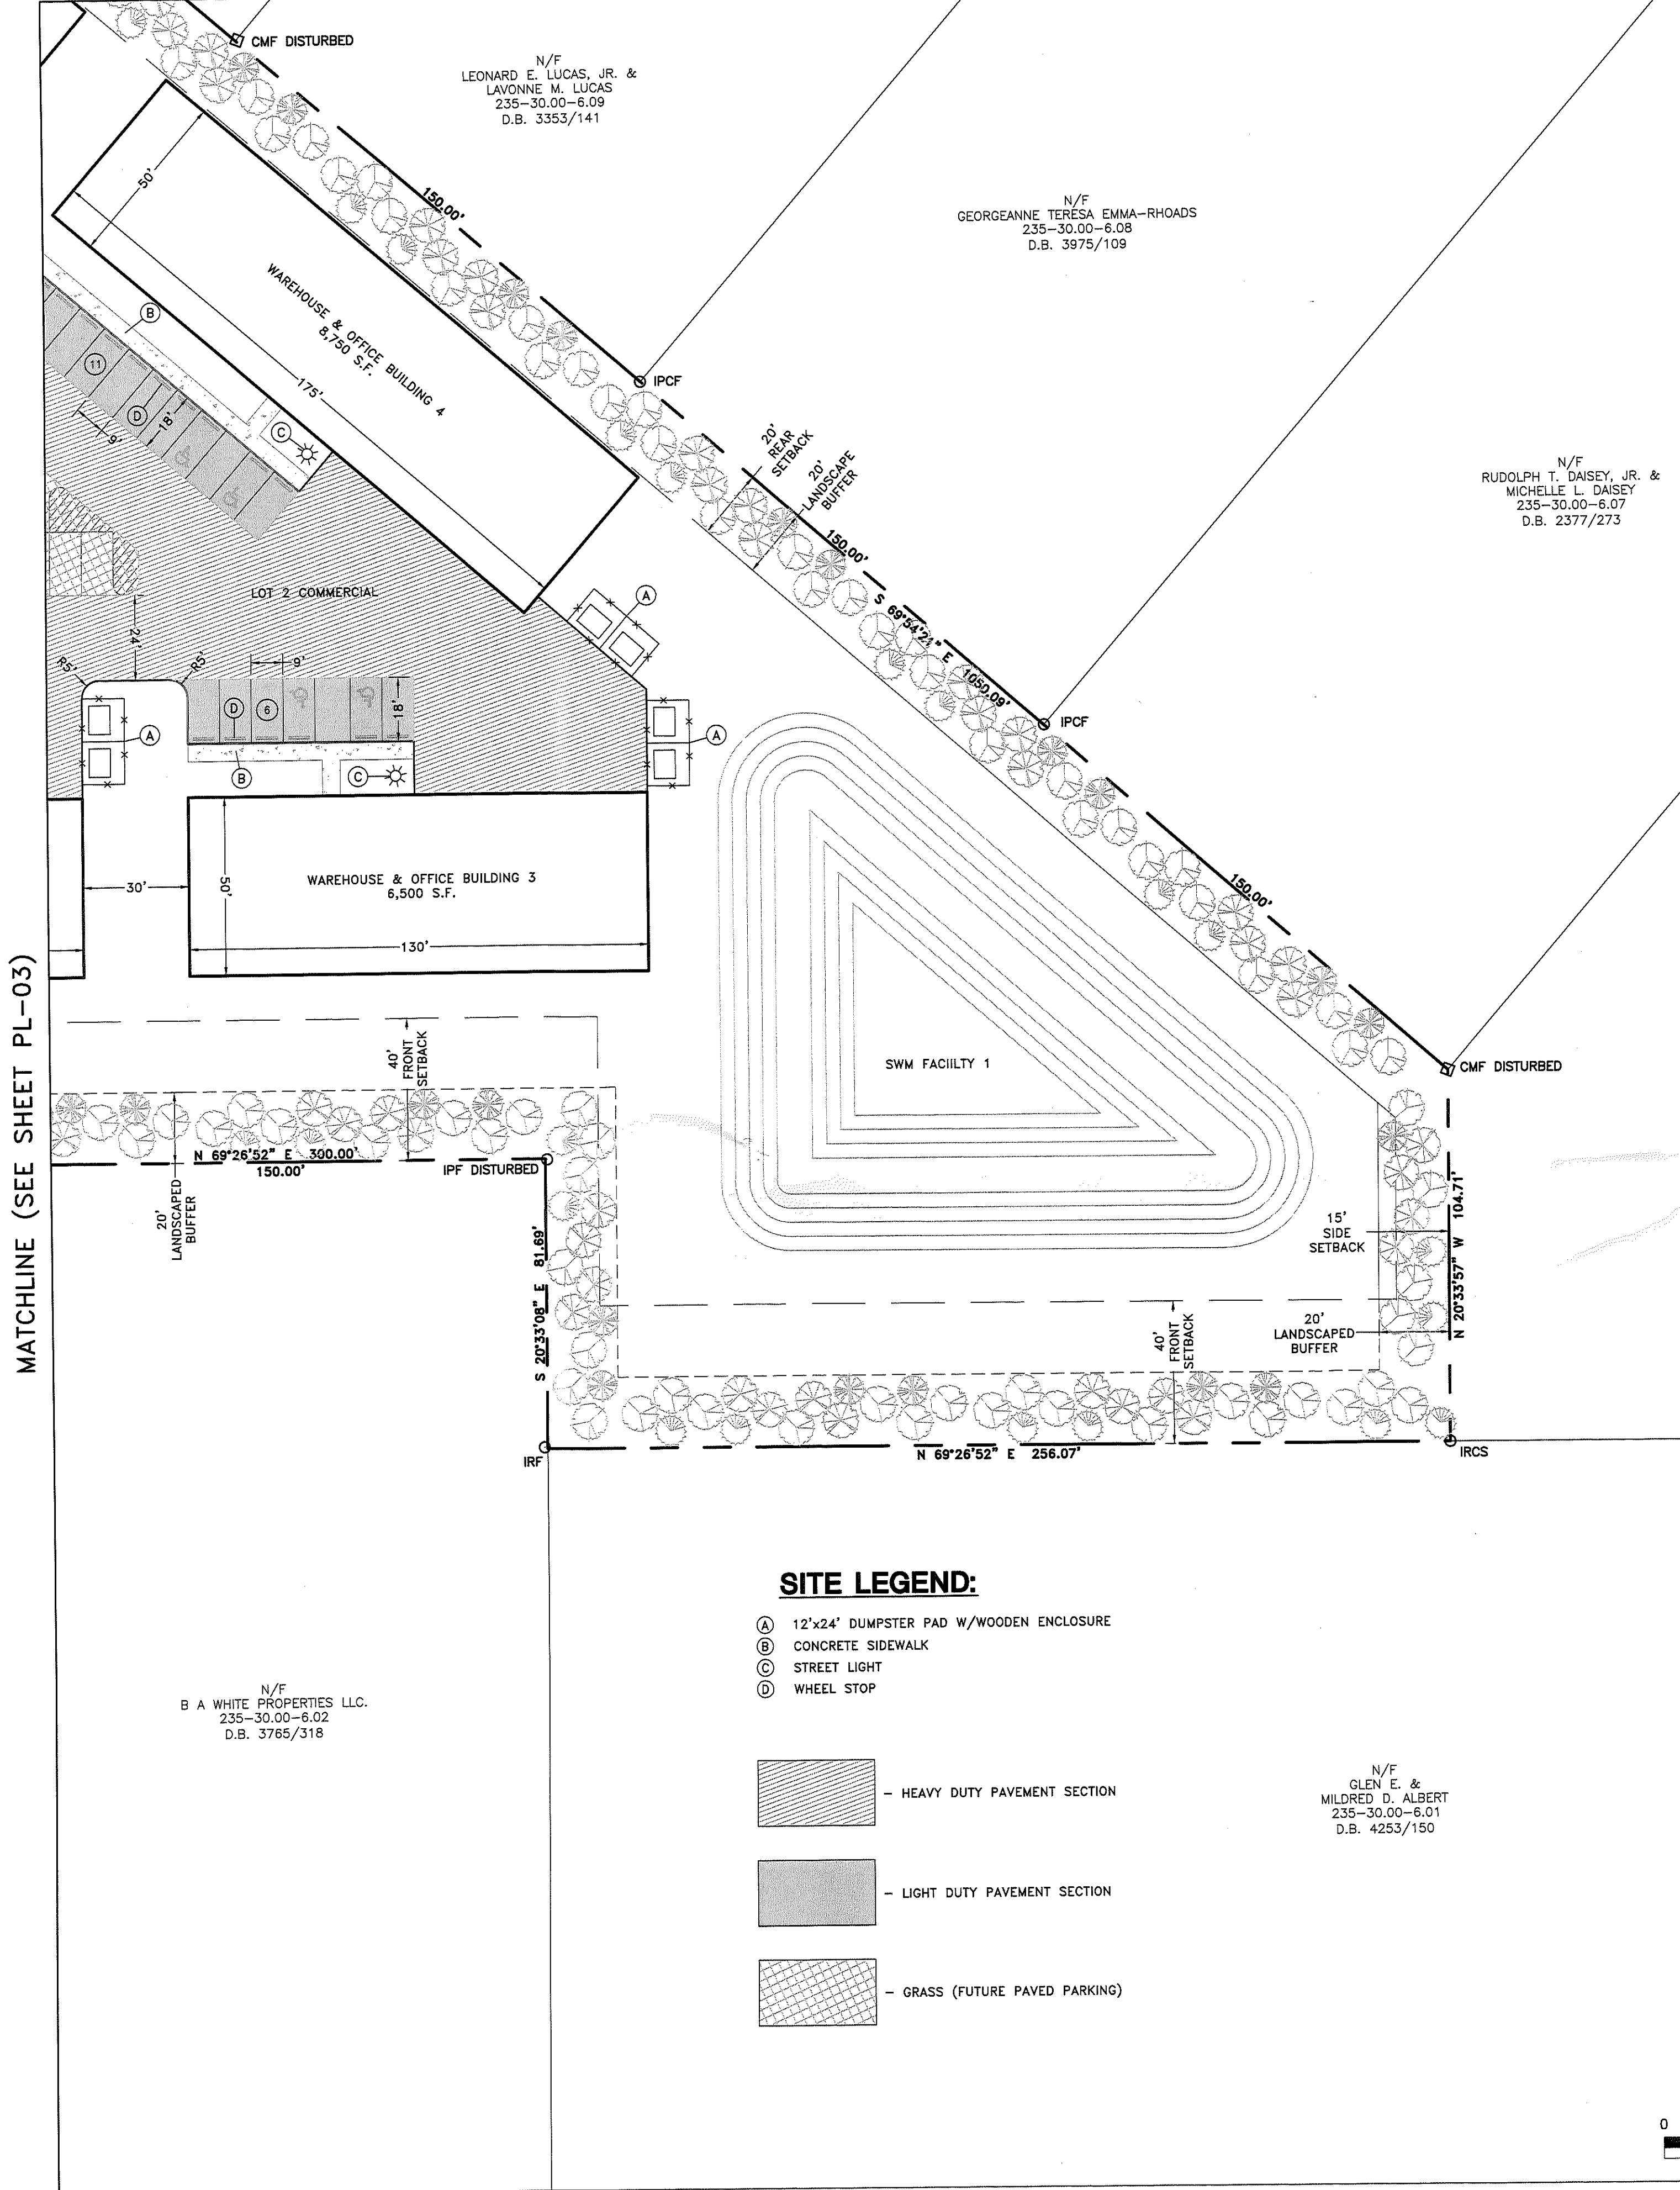 CMF DISTURBED
N/F
LEONARD E. LUCAS, JR. &
LAVONNE M. LUCAS
235-30.00-6.09
D.B. 3353/141
N/F
GEORGEANNE TERESA EMMA-RHOADS
235-30.00-6.08
D.B. 3975/109
N/F
RUDOLPH T. DAISEY, JR. &
MICHELLE L. DAISEY
235-30.00-6.07
D.B. 2377/273
50'
150.00'
WAREHOUSE & OFFICE BUILDING 4
8,750 S.F.
175'
B
11
D
18'
9'
C
IPCF
20'
REAR
SETBACK
20'
LANDSCAPE
BUFFER
150.00'
S 69°54'21" E 1050.09'
IPCF
LOT 2 COMMERCIAL
A
24'
R5'
R5'
9'
D
6
18'
A
A
B
C
30'
50'
WAREHOUSE & OFFICE BUILDING 3
6,500 S.F.
130'
150.00'
MATCHLINE (SEE SHEET PL-03)
40'
FRONT
SETBACK
SWM FACIILTY 1
CMF DISTURBED
N 69°26'52" E 300.00'
150.00'
IPF DISTURBED
20'
LANDSCAPED
BUFFER
S 20°33'08" E 81.69'
15'
SIDE
SETBACK
N 20°33'57" W 104.71'
20'
LANDSCAPED
BUFFER
40'
FRONT
SETBACK
IRF
N 69°26'52" E 256.07'
IRCS
SITE LEGEND:
A 12'x24' DUMPSTER PAD W/WOODEN ENCLOSURE
B CONCRETE SIDEWALK
C STREET LIGHT
D WHEEL STOP
N/F
B A WHITE PROPERTIES LLC.
235-30.00-6.02
D.B. 3765/318
- HEAVY DUTY PAVEMENT SECTION
N/F
GLEN E. &
MILDRED D. ALBERT
235-30.00-6.01
D.B. 4253/150
- LIGHT DUTY PAVEMENT SECTION
- GRASS (FUTURE PAVED PARKING)
0